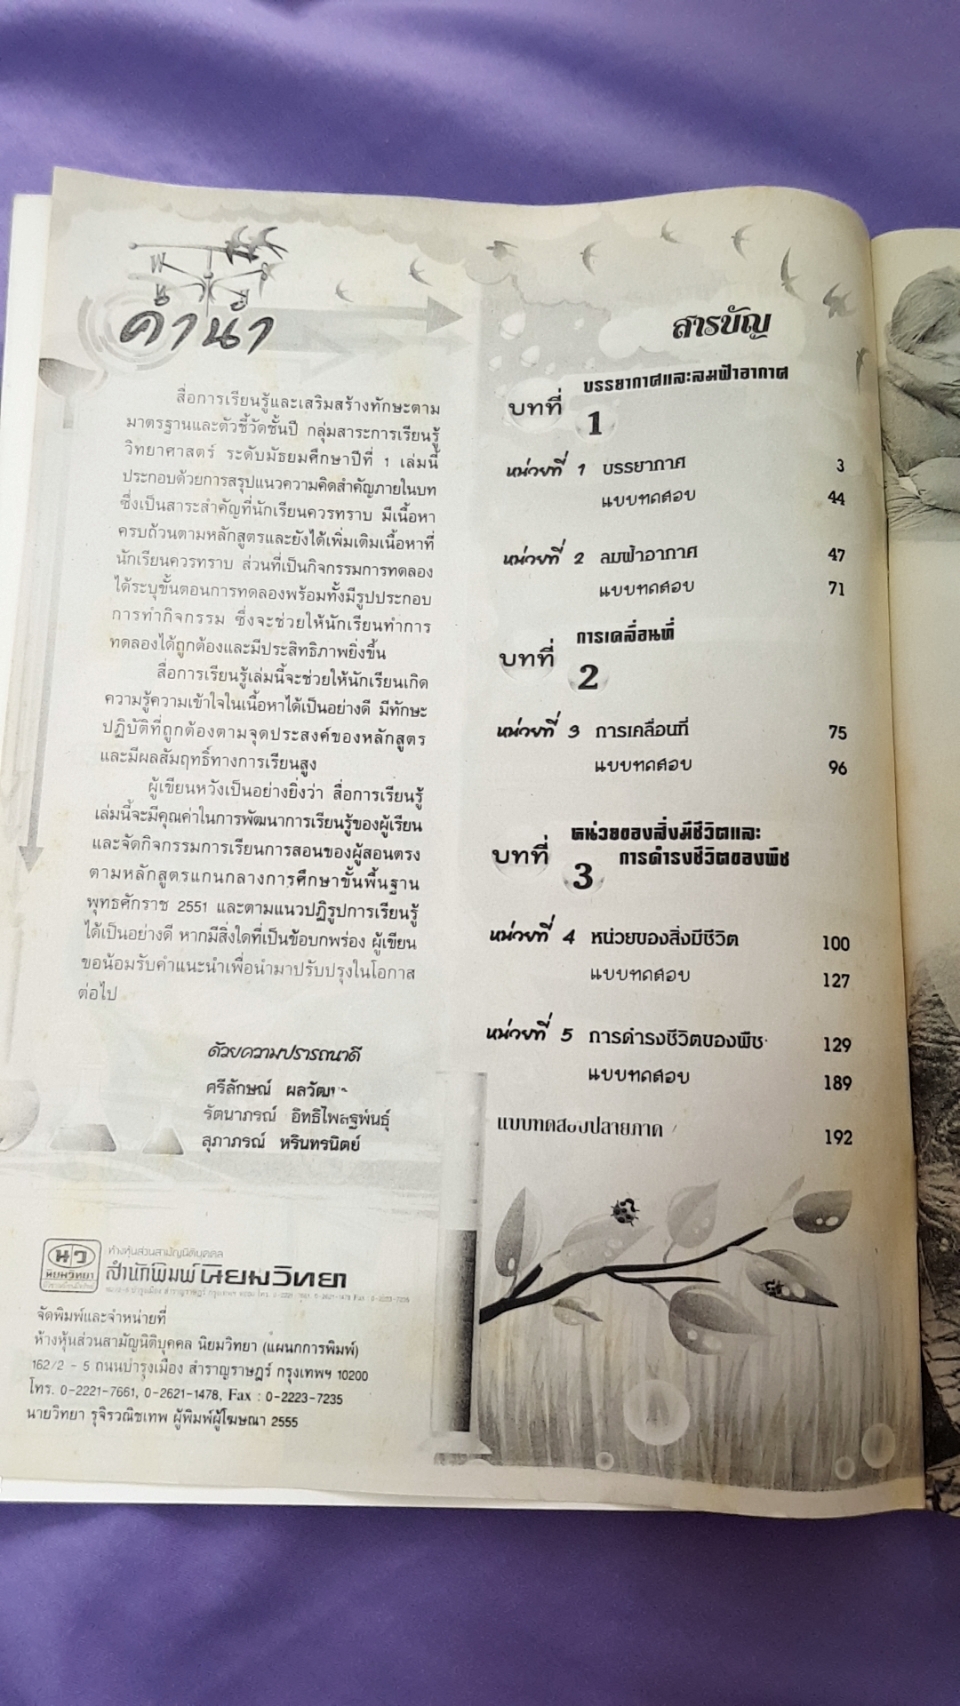 คำนำ
สื่อการเรียนรู้และเสริมสร้างทักษะตาม
มาตรฐานและตัวชี้วัดชั้นปี กลุ่มสาระการเรียนรู้
วิทยาศาสตร์ ระดับมัธยมศึกษาปีที่ 1 เล่มนี้
ประกอบด้วยการสรุปแนวความคิดสำคัญภายในบท
ซึ่งเป็นสาระสำคัญที่นักเรียนควรทราบ มีเนื้อหา
ครบถ้วนตามหลักสูตรและยังได้เพิ่มเติมเนื้อหาที่
นักเรียนควรทราบ ส่วนที่เป็นกิจกรรมการทดลอง
ได้ระบุขั้นตอนการทดลองพร้อมทั้งมีรูปประกอบ
การทำกิจกรรม ซึ่งจะช่วยให้นักเรียนทำการ
ทดลองได้ถูกต้องและมีประสิทธิภาพยิ่งขึ้น
สื่อการเรียนรู้เล่มนี้จะช่วยให้นักเรียนเกิด
ความรู้ความเข้าใจในเนื้อหาได้เป็นอย่างดี มีทักษะ
ปฏิบัติที่ถูกต้องตามจุดประสงค์ของหลักสูตร
และมีผลสัมฤทธิ์ทางการเรียนสูง
ผู้เขียนหวังเป็นอย่างยิ่งว่า สื่อการเรียนรู้
เล่มนี้จะมีคุณค่าในการพัฒนาการเรียนรู้ของผู้เรียน
และจัดกิจกรรมการเรียนการสอนของผู้สอนตรง
ตามหลักสูตรแกนกลางการศึกษาขั้นพื้นฐาน
พุทธศักราช 2551 และตามแนวปฏิรูปการเรียนรู้
ได้เป็นอย่างดี หากมีสิ่งใดที่เป็นข้อบกพร่อง ผู้เขียน
ขอน้อมรับคำแนะนำเพื่อนำมาปรับปรุงในโอกาส
ต่อไป
ด้วยความปรารถนาดี
ศรีลักษณ์
รัตนาภรณ์ อิทธิไพสิฐพันธุ์
สุภาภรณ์ หรินทรนิตย์
นว
นิยมวิทยา
ห้างหุ้นส่วนสามัญนิติบุคคล
สำนักพิมพ์นิยมวิทยา
จัดพิมพ์และจำหน่ายที่
ห้างหุ้นส่วนสามัญนิติบุคคล นิยมวิทยา (แผนกการพิมพ์)
162/2 - 5 ถนนบำรุงเมือง สำราญราษฎร์ กรุงเทพฯ 10200
โทร. 0-2221-7661, 0-2621-1478, Fax : 0-2223-7235
นายวิทยา รุจิรวณิชเทพ ผู้พิมพ์ผู้โฆษณา 2555
สารบัญ
บทที่ 1 บรรยากาศและลมฟ้าอากาศ
หน่วยที่ 1 บรรยากาศ 3
แบบทดสอบ 44
หน่วยที่ 2 ลมฟ้าอากาศ 47
แบบทดสอบ 71
บทที่ 2 การเคลื่อนที่
หน่วยที่ 3 การเคลื่อนที่ 75
แบบทดสอบ 96
บทที่ 3 หน่วยของสิ่งมีชีวิตและ
การดำรงชีวิตของพืช
หน่วยที่ 4 หน่วยของสิ่งมีชีวิต 100
แบบทดสอบ 127
หน่วยที่ 5 การดำรงชีวิตของพืช 129
แบบทดสอบ 189
แบบทดสอบปลายภาค 192